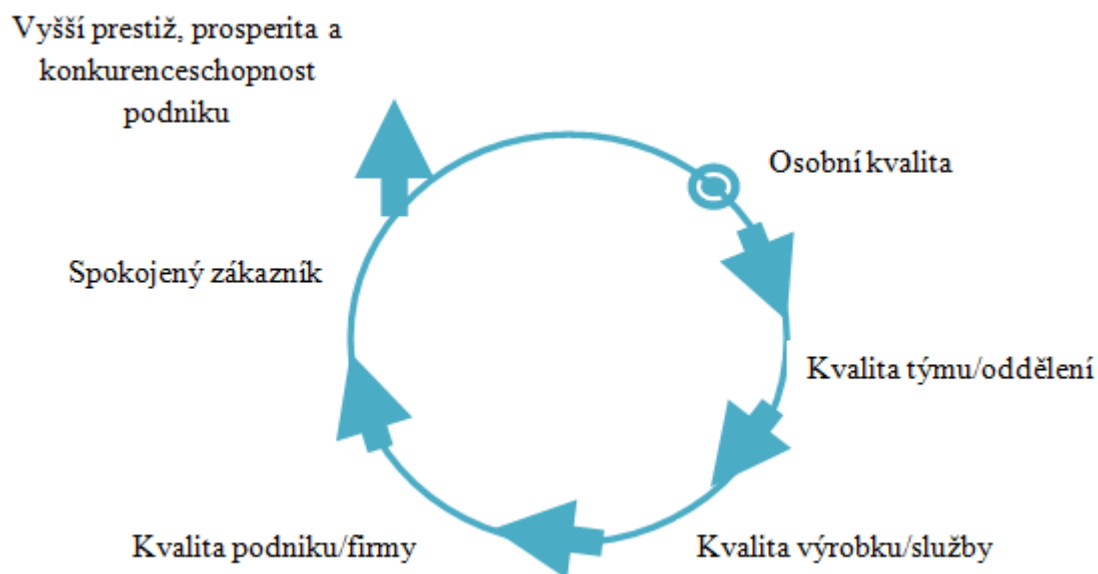 Vyšší prestiž, prosperita a
konkurenceschopnost
podniku
Osobní kvalita
Spokojený zákazník
Kvalita týmu/oddělení
Kvalita podniku/firmy
Kvalita výrobku/služby